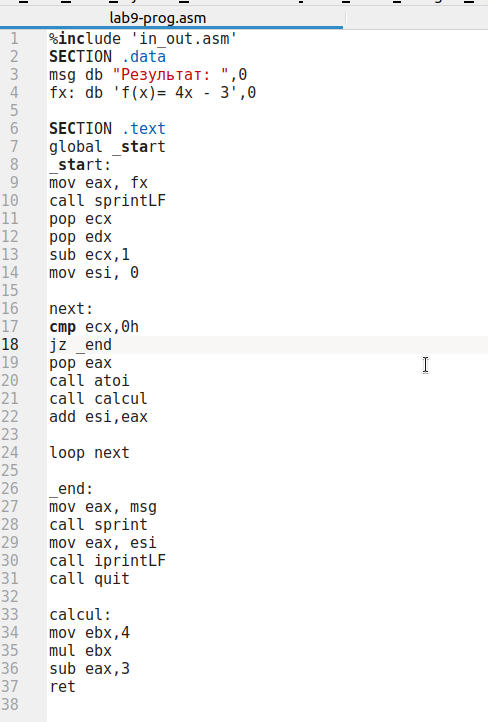 lab9-prog.asm
1 %include 'in_out.asm'
2 SECTION .data
3 msg db "Результат: ",0
4 fx: db 'f(x)= 4x - 3',0
5
6 SECTION .text
7 global _start
8 _start:
9 mov eax, fx
10 call sprintLF
11 pop ecx
12 pop edx
13 sub ecx,1
14 mov esi, 0
15
16 next:
17 cmp ecx,0h
18 jz _end
19 pop eax
20 call atoi
21 call calcul
22 add esi,eax
23
24 loop next
25
26 _end:
27 mov eax, msg
28 call sprint
29 mov eax, esi
30 call iprintLF
31 call quit
32
33 calcul:
34 mov ebx,4
35 mul ebx
36 sub eax,3
37 ret
38